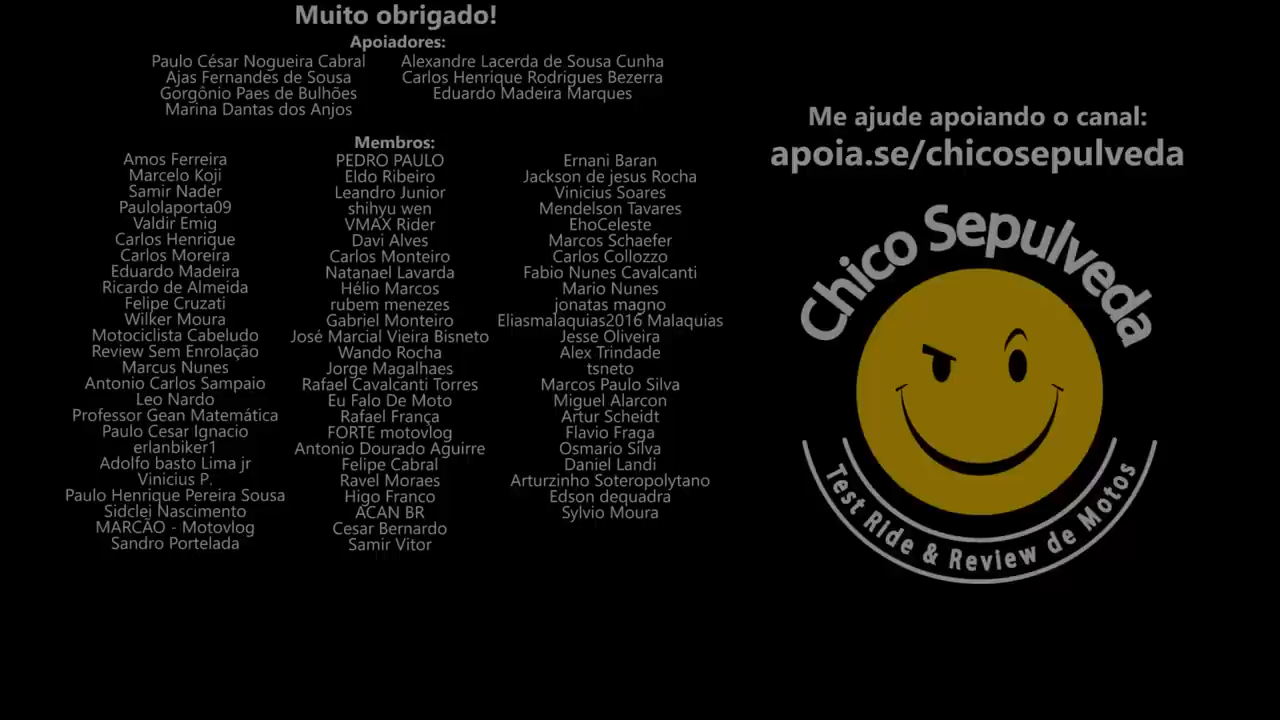 Muito obrigado!
Apoiadores:
Paulo César Nogueira Cabral
Ajas Fernandes de Sousa
Gorgônio Paes de Bulhões
Marina Dantas dos Anjos
Alexandre Lacerda de Sousa Cunha
Carlos Henrique Rodrigues Bezerra
Eduardo Madeira Marques
Membros:
Amos Ferreira
Marcelo Koji
Samir Nader
Paulolaporta09
Valdir Emig
Carlos Henrique
Carlos Moreira
Eduardo Madeira
Ricardo de Almeida
Felipe Cruzati
Wilker Moura
Motociclista Cabeludo
Review Sem Enrolação
Marcus Nunes
Antonio Carlos Sampaio
Leo Nardo
Professor Gean Matemática
Paulo Cesar Ignacio
erlanbiker1
Adolfo basto Lima jr
Vinicius P.
Paulo Henrique Pereira Sousa
Sidclei Nascimento
MARCÃO - Motovlog
Sandro Portelada
PEDRO PAULO
Eldo Ribeiro
Leandro Junior
shihyu wen
VMAX Rider
Davi Alves
Carlos Monteiro
Natanael Lavarda
Hélio Marcos
rubem menezes
Gabriel Monteiro
José Marcial Vieira Bisneto
Wando Rocha
Jorge Magalhaes
Rafael Cavalcanti Torres
Eu Falo De Moto
Rafael França
FORTE motovlog
Antonio Dourado Aguirre
Felipe Cabral
Ravel Moraes
Higo Franco
ACAN BR
Cesar Bernardo
Samir Vitor
Ernani Baran
Jackson de jesus Rocha
Vinicius Soares
Mendelson Tavares
EhoCeleste
Marcos Schaefer
Carlos Collozzo
Fabio Nunes Cavalcanti
Mario Nunes
jonatas magno
Eliasmalaquias2016 Malaquias
Jesse Oliveira
Alex Trindade
tsneto
Marcos Paulo Silva
Miguel Alarcon
Artur Scheidt
Flavio Fraga
Osmario Silva
Daniel Landi
Arturzinho Soteropolytano
Edson dequadra
Sylvio Moura
Me ajude apoiando o canal:
apoia.se/chicosepulveda
Chico Sepulveda
Test Ride & Review de Motos